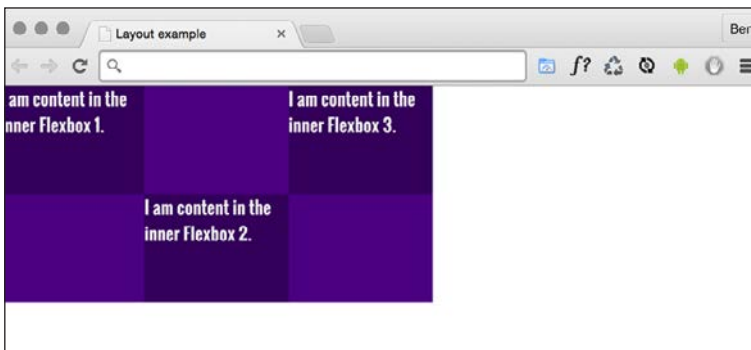 Layout example
Ber
f?
am content in the
nner Flexbox 1.
I am content in the
inner Flexbox 3.
I am content in the
inner Flexbox 2.